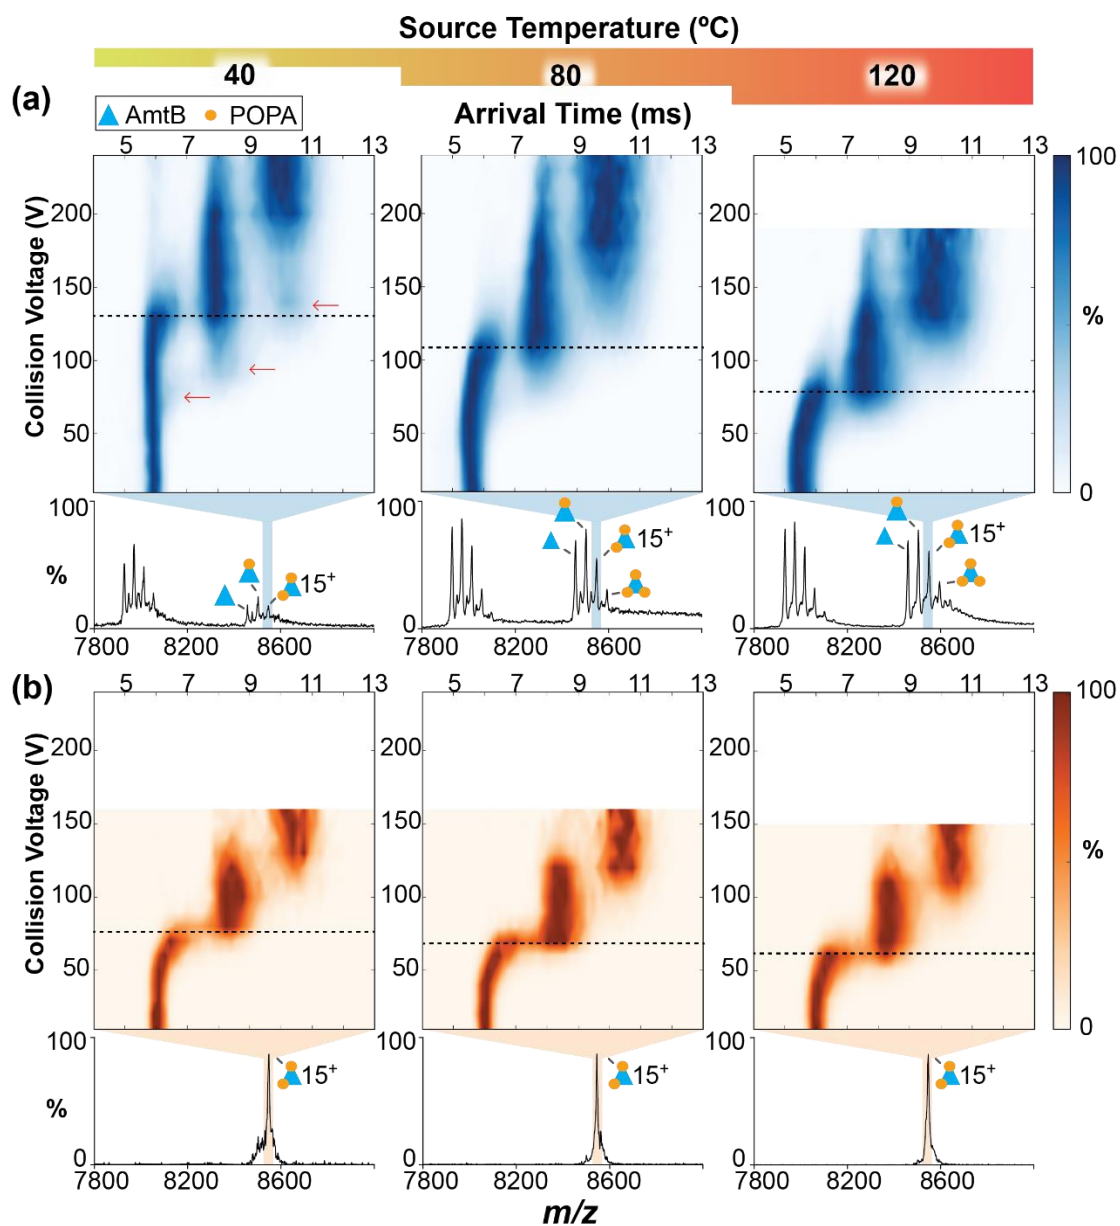 Source Temperature (ºC)
40 80 120
(a)
AmtB POPA
Arrival Time (ms)
5 7 9 11 13 5 7 9 11 13 5 7 9 11 13
Collision Voltage (V)
200 200 200
150 150 150
100 100 100
50 50 50
100
%
0
100 100 100
%
0 0 0
15+ 15+ 15+
7800 8200 8600 7800 8200 8600 7800 8200 8600
(b)
5 7 9 11 13 5 7 9 11 13 5 7 9 11 13
Collision Voltage (V)
200 200 200
150 150 150
100 100 100
50 50 50
100
%
0
100 100 100
%
0 0 0
15+ 15+ 15+
7800 8200 8600 7800 8200 8600 7800 8200 8600
m/z